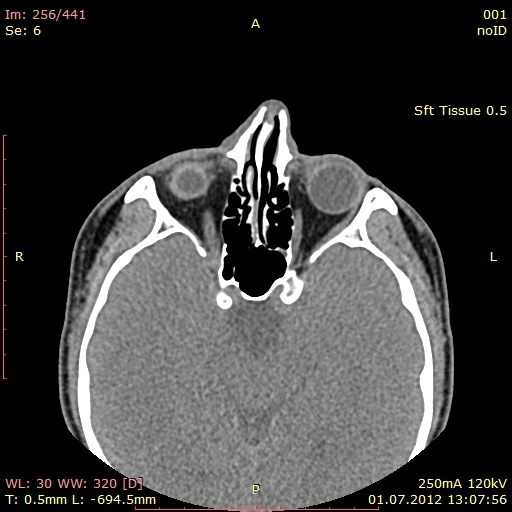 Im: 256/441
Se: 6
A
001
noID
Sft Tissue 0.5
R
L
WL: 30 WW: 320 [D]
T: 0.5mm L: -694.5mm
P
250mA 120kV
01.07.2012 13:07:56